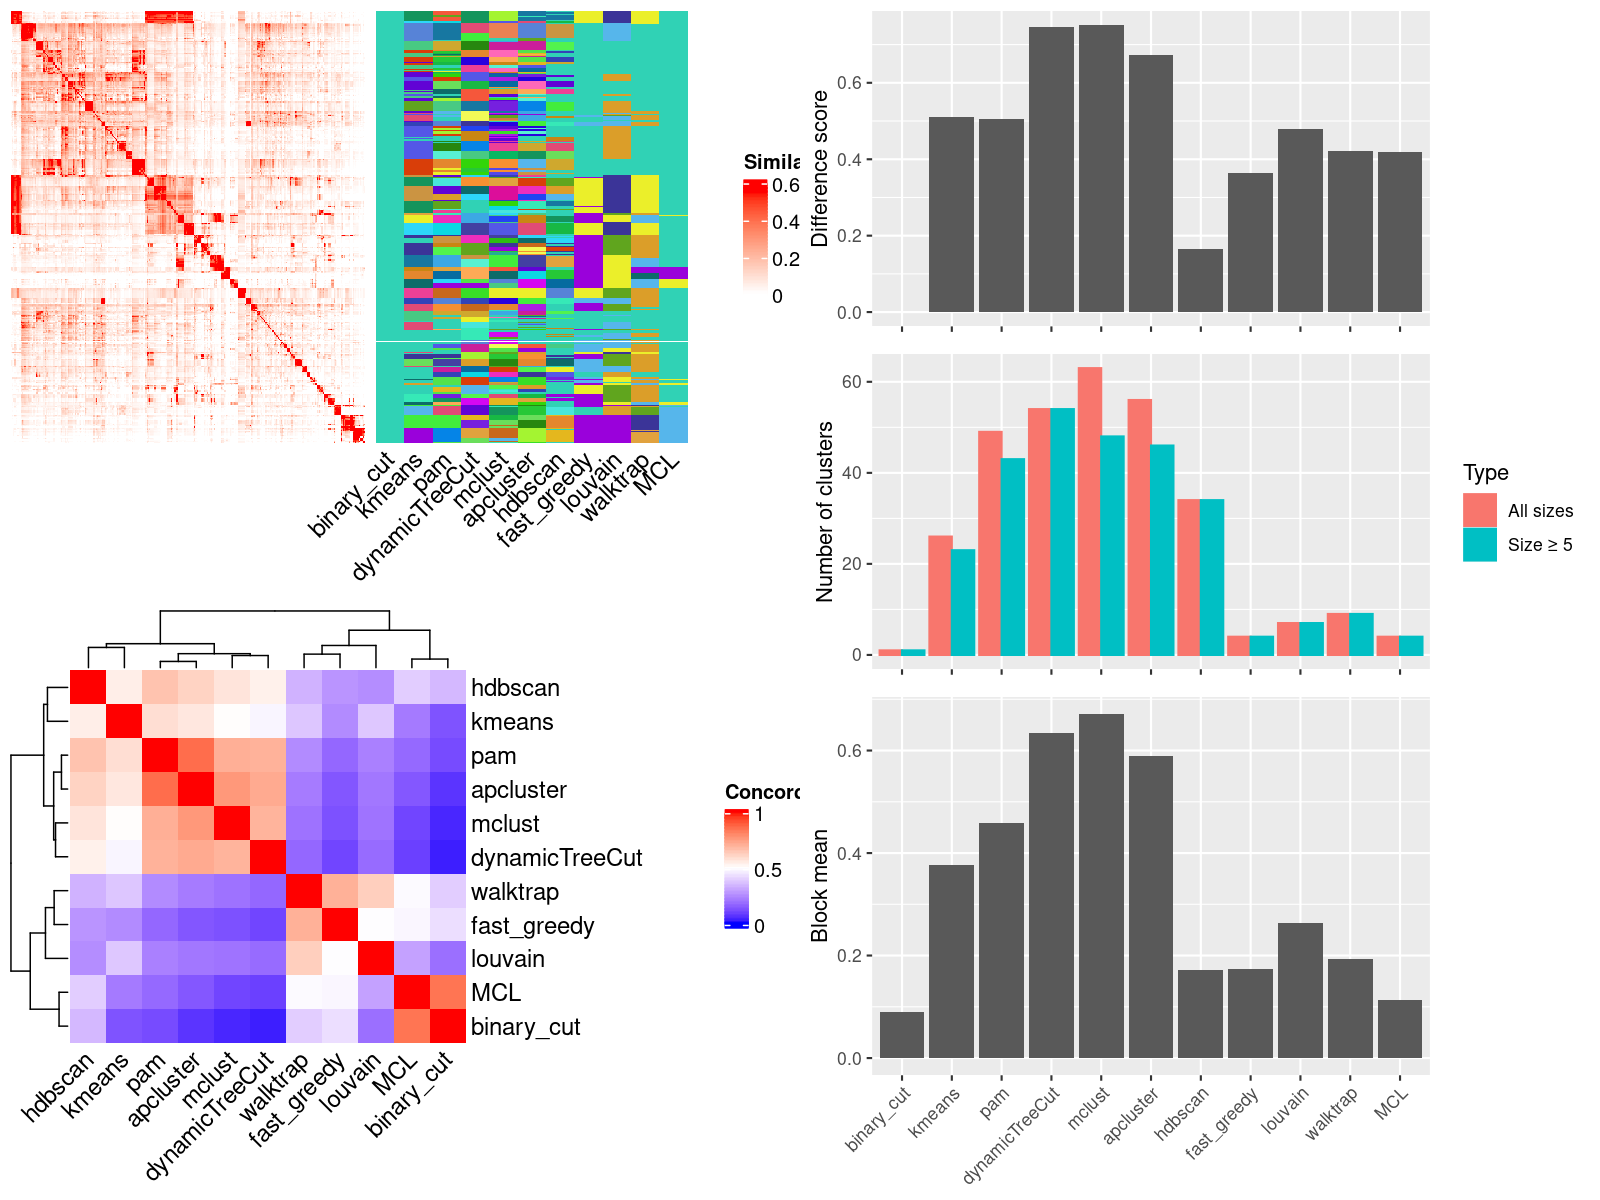 Simila
0.6
0.4
0.2
0
binary_cut
kmeans
pam
dynamicTreeCut
mclust
apcluster
hdbscan
fast_greedy
louvain
walktrap
MCL
Difference score
0.6
0.4
0.2
0.0
Number of clusters
60
40
20
0
Type
All sizes
Size ≥ 5
hdbscan
kmeans
pam
apcluster
mclust
dynamicTreeCut
walktrap
fast_greedy
louvain
MCL
binary_cut
hdbscan
kmeans
pam
apcluster
mclust
dynamicTreeCut
walktrap
fast_greedy
louvain
MCL
binary_cut
Concord
1
0.5
0
Block mean
0.6
0.4
0.2
0.0
binary_cut
kmeans
pam
dynamicTreeCut
mclust
apcluster
hdbscan
fast_greedy
louvain
walktrap
MCL